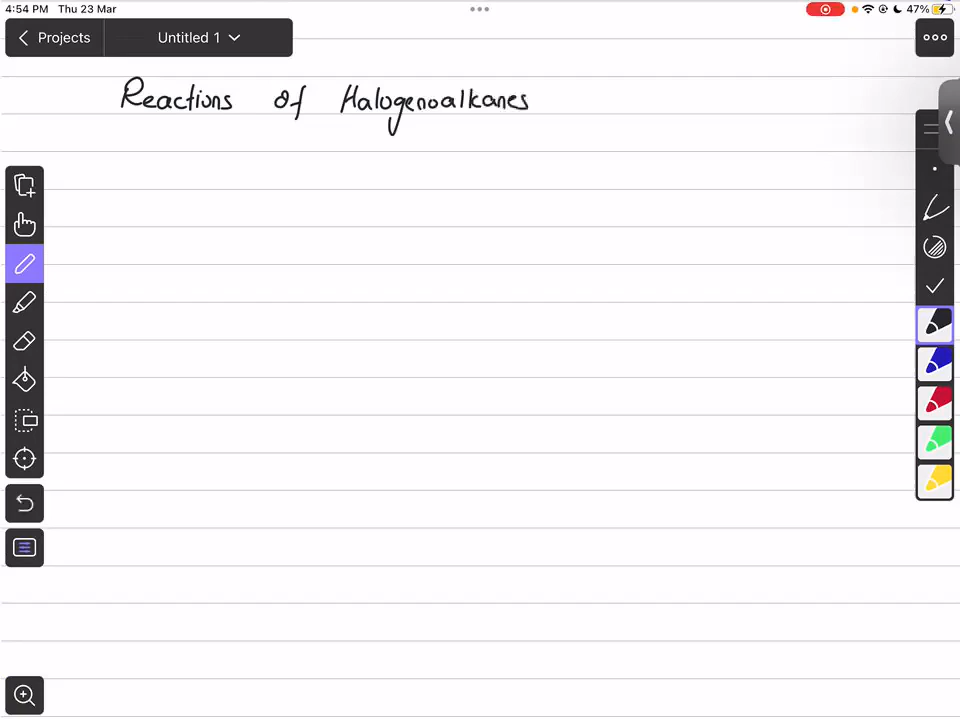 4:54 PM Thu 23 Mar
47%
Projects
Untitled 1
Reactions of Halogenoalkanes